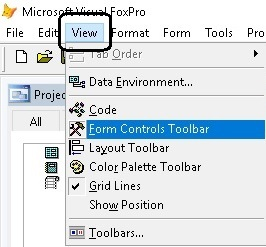 Microsoft Visual FoxPro
File Edit View Format Form Tools
Tab Order
Projec
Data Environment...
All
Code
Form Controls Toolbar
Layout Toolbar
Color Palette Toolbar
Grid Lines
Show Position
Toolbars...